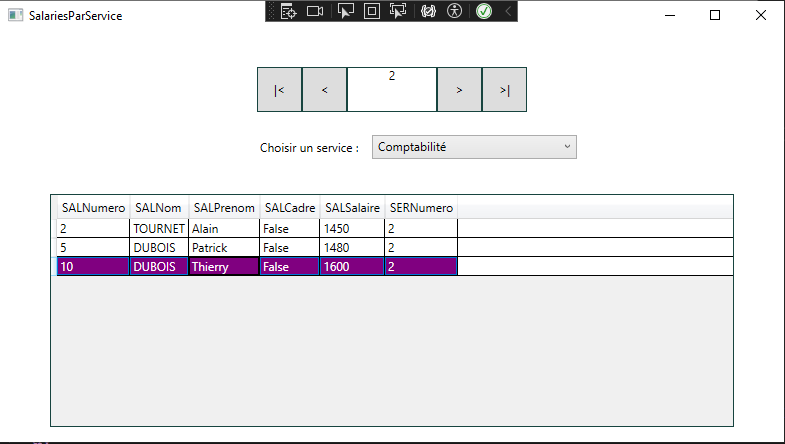 SalariesParService
|< < 2 > >|
Choisir un service : Comptabilité
SALNumero SALNom SALPrenom SALCadre SALSalaire SERNumero
2 TOURNET Alain False 1450 2
5 DUBOIS Patrick False 1480 2
10 DUBOIS Thierry False 1600 2